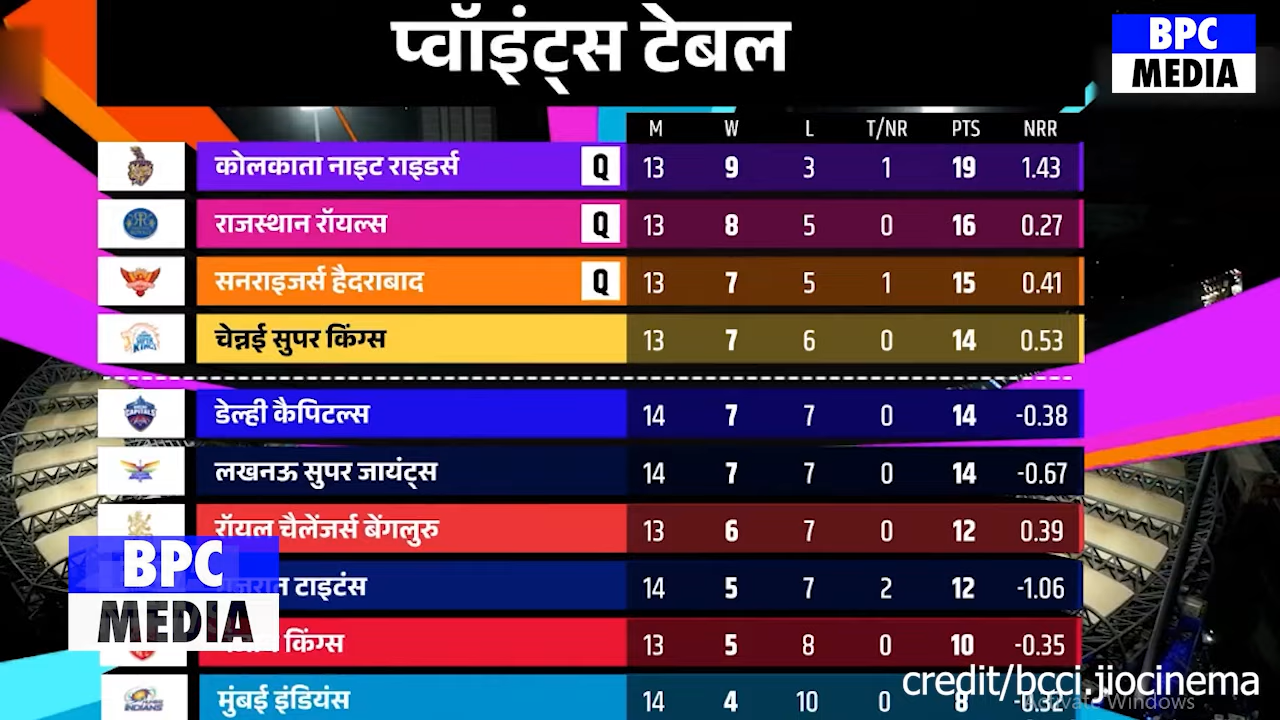 प्वॉइंट्स टेबल
BPC
MEDIA
M W L T/NR PTS NRR
कोलकाता नाइट राइडर्स Q 13 9 3 1 19 1.43
राजस्थान रॉयल्स Q 13 8 5 0 16 0.27
सनराइजर्स हैदराबाद Q 13 7 5 1 15 0.41
चेन्नई सुपर किंग्स 13 7 6 0 14 0.53
डेल्ही कैपिटल्स 14 7 7 0 14 -0.38
लखनऊ सुपर जायंट्स 14 7 7 0 14 -0.67
रॉयल चैलेंजर्स बेंगलुरु 13 6 7 0 12 0.39
BPC
टाइटंस 14 5 7 2 12 -1.06
MEDIA
किंग्स 13 5 8 0 10 -0.35
credit/bcci.jiocinema
मुंबई इंडियंस 14 4 10 0 8
Activate Windows